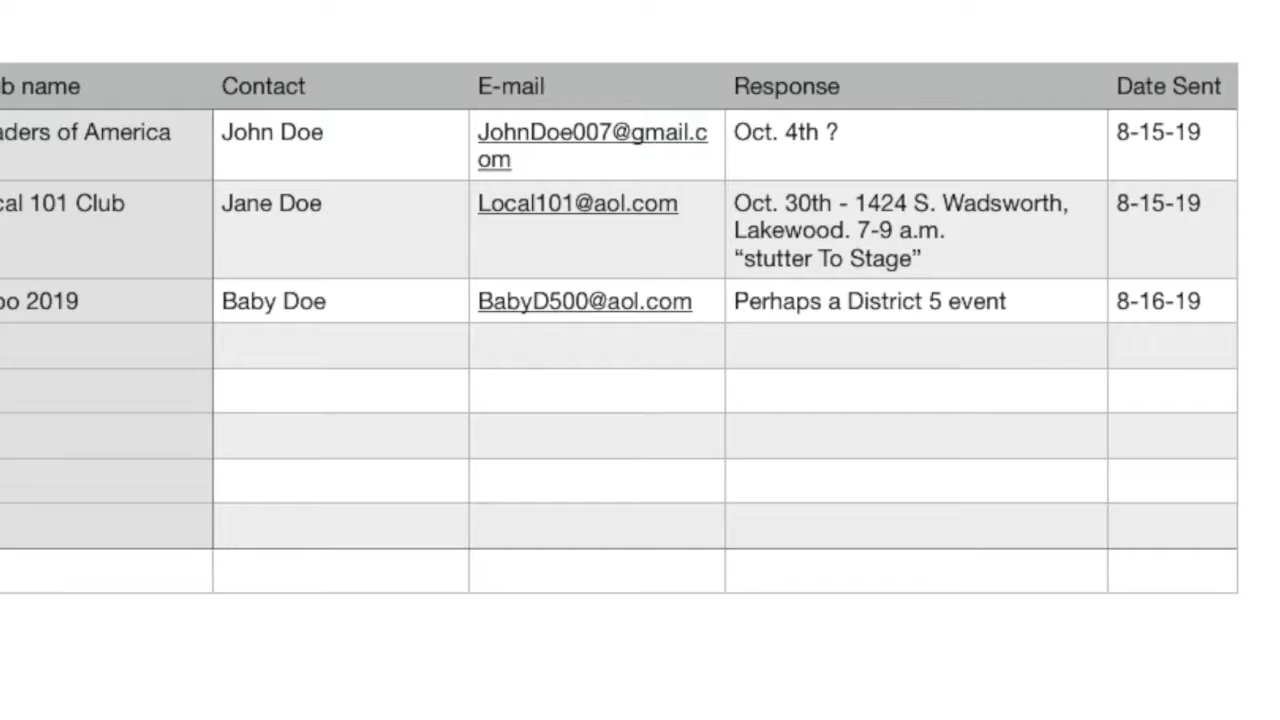 b name Contact E-mail Response Date Sent
aders of America John Doe JohnDoe007@gmail.c Oct. 4th ? 8-15-19
om
cal 101 Club Jane Doe Local101@aol.com Oct. 30th - 1424 S. Wadsworth, 8-15-19
Lakewood. 7-9 a.m.
“stutter To Stage”
po 2019 Baby Doe BabyD500@aol.com Perhaps a District 5 event 8-16-19